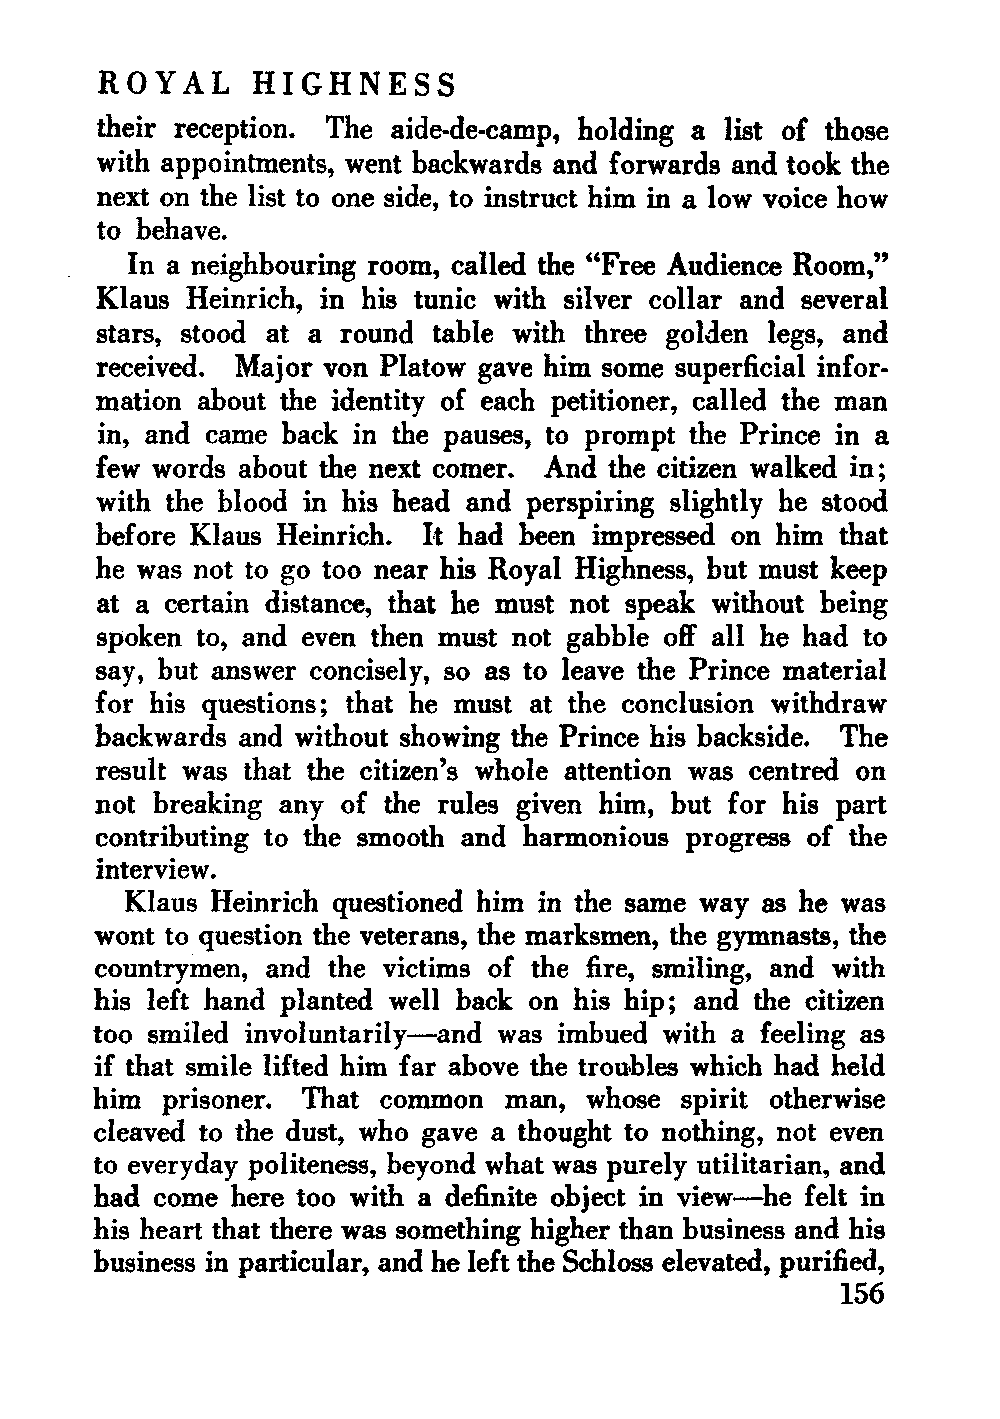 ROYAL HIGHNESS
their reception. The aide-de-camp, holding a list of those
with appointments, went backwards and forwards and took the
next on the list to one side, to instruct him in a low voice how
to behave.
In a neighbouring room, called the “Free Audience Room,”
Klaus Heinrich, in his tunic with silver collar and several
stars, stood at a round table with three golden legs, and
received. Major von Platow gave him some superficial infor-
mation about the identity of each petitioner, called the man
in, and came back in the pauses, to prompt the Prince in a
few words about the next comer. And the citizen walked in;
with the blood in his head and perspiring slightly he stood
before Klaus Heinrich. It had been impressed on him that
he was not to go too near his Royal Highness, but must keep
at a certain distance, that he must not speak without being
spoken to, and even then must not gabble off all he had to
say, but answer concisely, so as to leave the Prince material
for his questions; that he must at the conclusion withdraw
backwards and without showing the Prince his backside. The
result was that the citizen’s whole attention was centred on
not breaking any of the rules given him, but for his part
contributing to the smooth and harmonious progress of the
interview.
Klaus Heinrich questioned him in the same way as he was
wont to question the veterans, the marksmen, the gymnasts, the
countrymen, and the victims of the fire, smiling, and with
his left hand planted well back on his hip; and the citizen
too smiled involuntarily—and was imbued with a feeling as
if that smile lifted him far above the troubles which had held
him prisoner. That common man, whose spirit otherwise
cleaved to the dust, who gave a thought to nothing, not even
to everyday politeness, beyond what was purely utilitarian, and
had come here too with a definite object in view—he felt in
his heart that there was something higher than business and his
business in particular, and he left the Schloss elevated, purified,
156